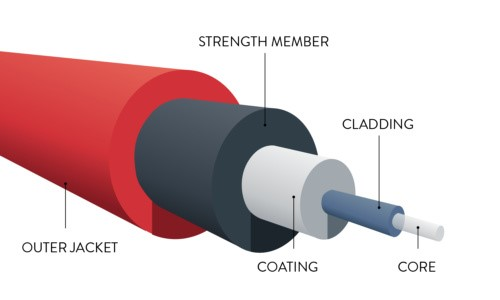 STRENGTH MEMBER
CLADDING
OUTER JACKET
COATING
CORE